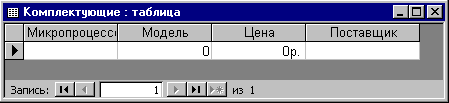 Комплектующие : таблица
Микропроцессо Модель Цена Поставщик
0 0р.
Запись: 1 из 1